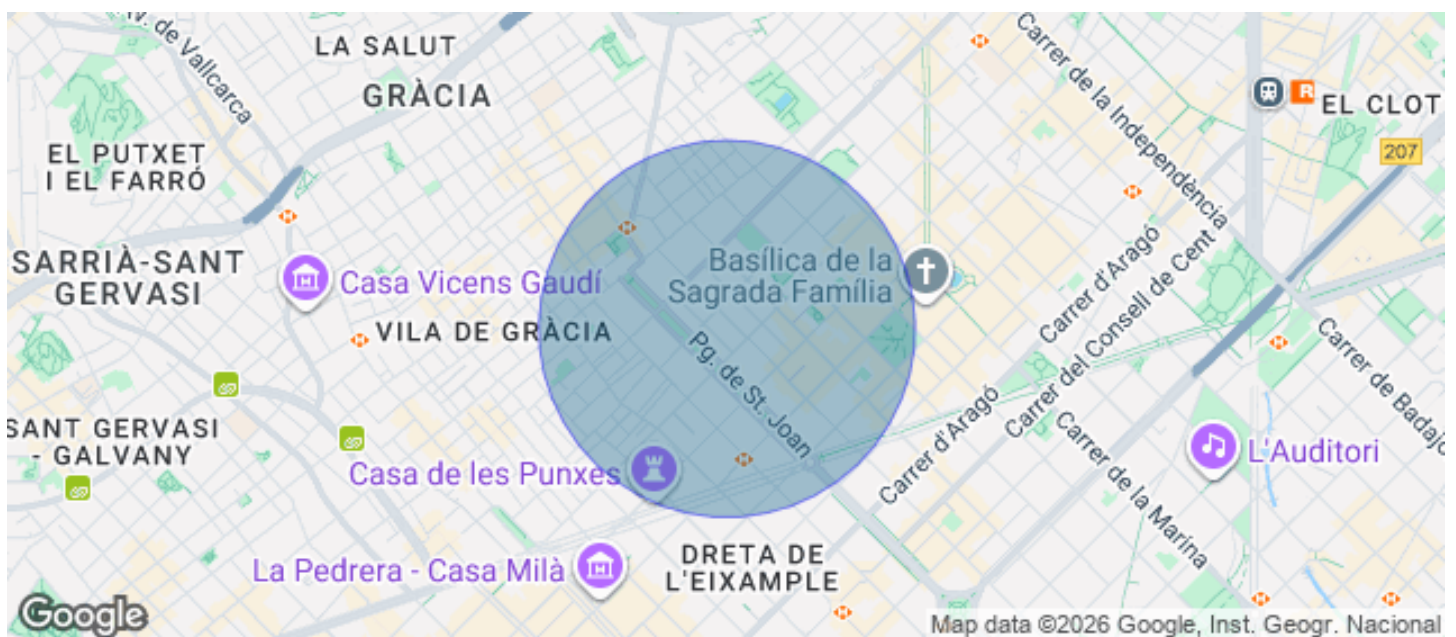 Av. de Vallcarca
LA SALUT
GRÀCIA
EL PUTXET
I EL FARRÓ
SARRIÀ-SANT
GERVASI
Casa Vicens Gaudí
VILA DE GRÀCIA
SANT GERVASI
- GALVANY
Casa de les Punxes
La Pedrera - Casa Milà
Pg. de St. Joan
Basílica de la
Sagrada Família
DRETA DE
L'EIXAMPLE
Carrer de la Independència
R
EL CLOT
207
Carrer d'Aragó
Carrer del Consell de Cent
Carrer d'Aragó
Carrer de la Marina
Carrer de Badajo
L'Auditori
Google
Map data ©2026 Google, Inst. Geogr. Nacional